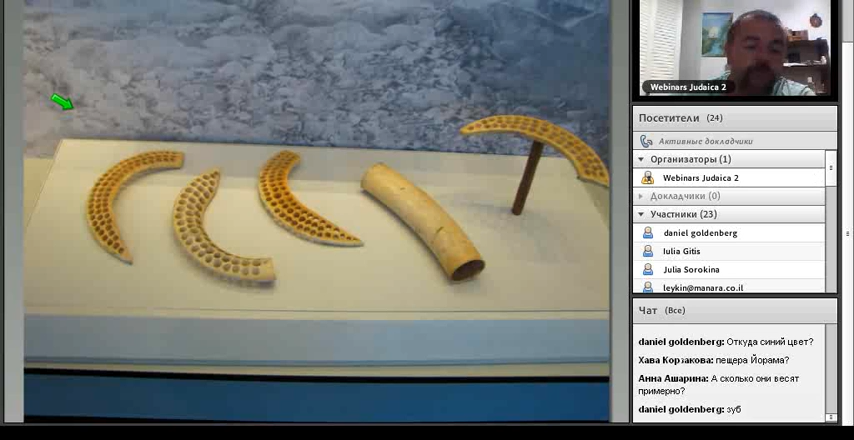 Webinars Judaica 2
Посетители (24)
Активные докладчики
Организаторы (1)
Webinars Judaica 2
Докладчики (0)
Участники (23)
daniel goldenberg
Iulia Gitis
Julia Sorokina
leykin@manara.co.il
Чат (Все)
daniel goldenberg: Откуда синий цвет?
Хава Корзакова: пещера Йорама?
Анна Ашарина: А сколько они весят
примерно?
daniel goldenberg: зуб